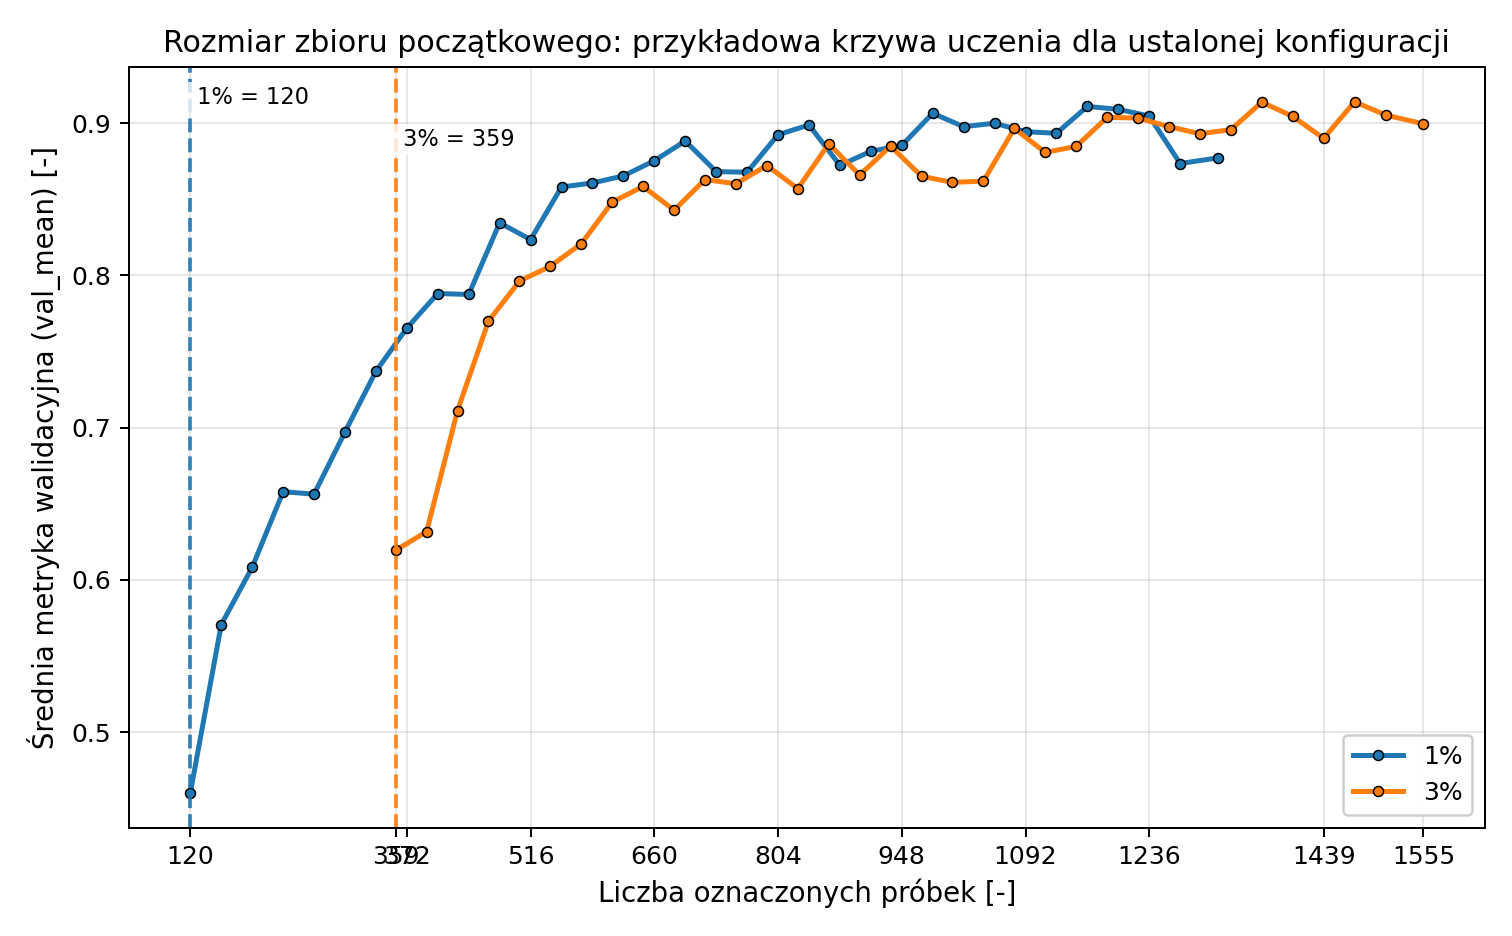 Rozmiar zbioru początkowego: przykładowa krzywa uczenia dla ustalonej konfiguracji
1% = 120
3% = 359
0.9
0.8
0.7
0.6
0.5
Średnia metryka walidacyjna (val_mean) [-]
1%
3%
120 359 372 516 660 804 948 1092 1236 1439 1555
Liczba oznaczonych próbek [-]